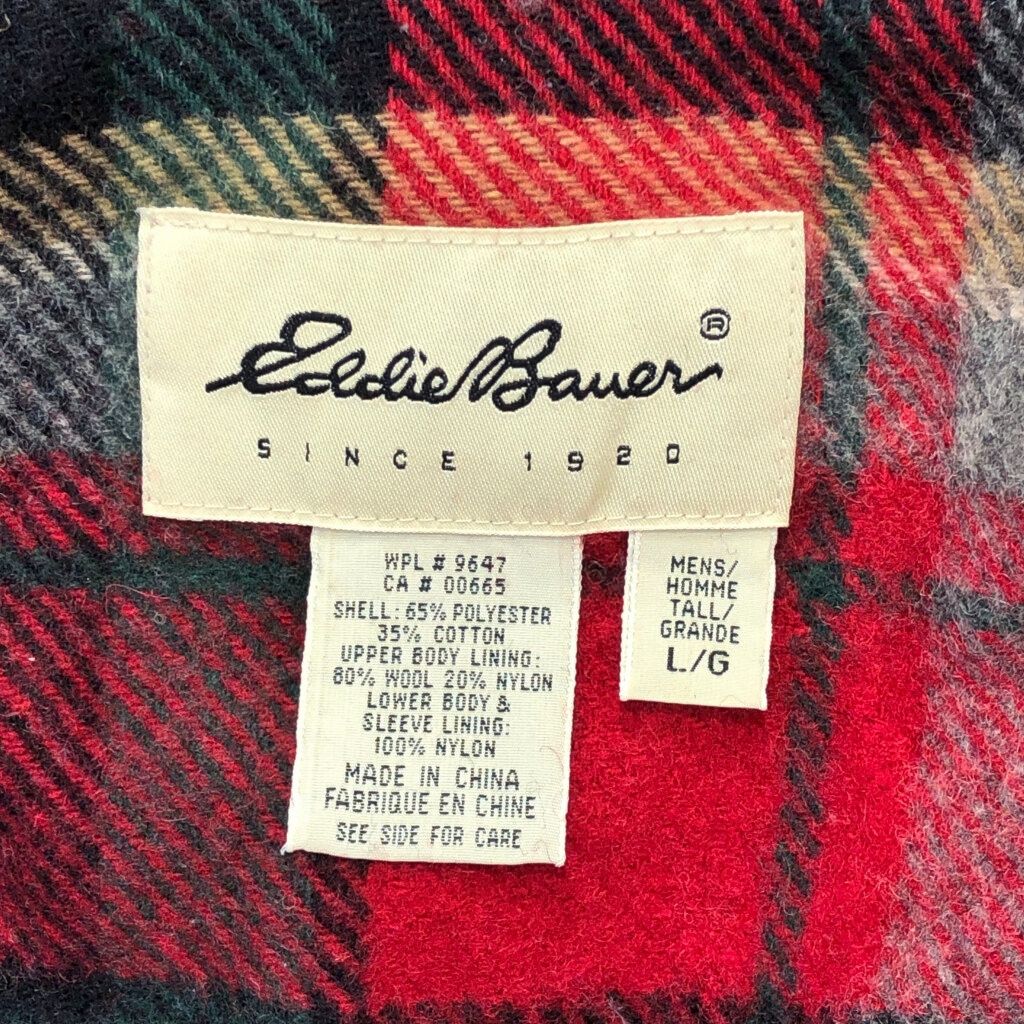 Eddie Bauer ®
SINCE 1920
WPL # 9647
CA # 00665
SHELL: 65% POLYESTER
35% COTTON
UPPER BODY LINING:
80% WOOL 20% NYLON
LOWER BODY &
SLEEVE LINING:
100% NYLON
MADE IN CHINA
FABRIQUE EN CHINE
SEE SIDE FOR CARE
MENS/
HOMME
TALL/
GRANDE
L/G